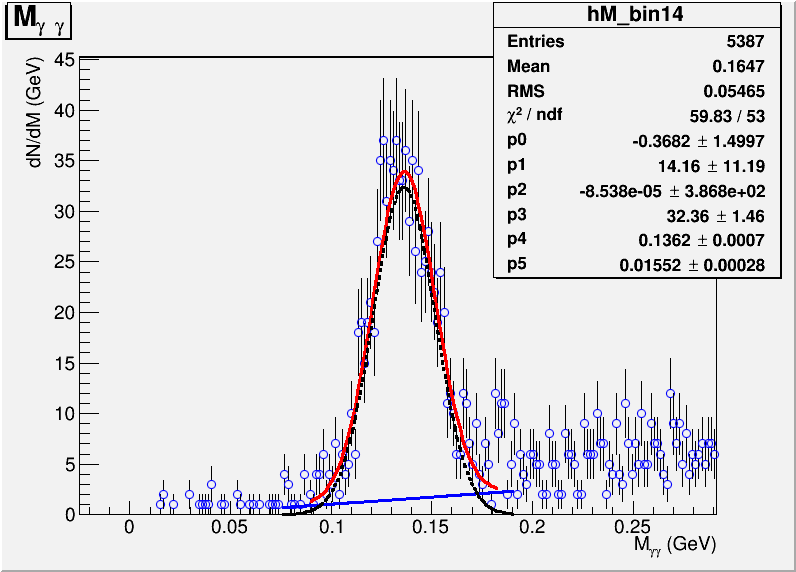 M_γγ
hM_bin14
Entries 5387
Mean 0.1647
RMS 0.05465
χ² / ndf 59.83 / 53
p0 -0.3682 ± 1.4997
p1 14.16 ± 11.19
p2 -8.538e-05 ± 3.868e+02
p3 32.36 ± 1.46
p4 0.1362 ± 0.0007
p5 0.01552 ± 0.00028
dN/dM (GeV)
45
40
35
30
25
20
15
10
5
0
0 0.05 0.1 0.15 0.2 0.25
M_γγ (GeV)